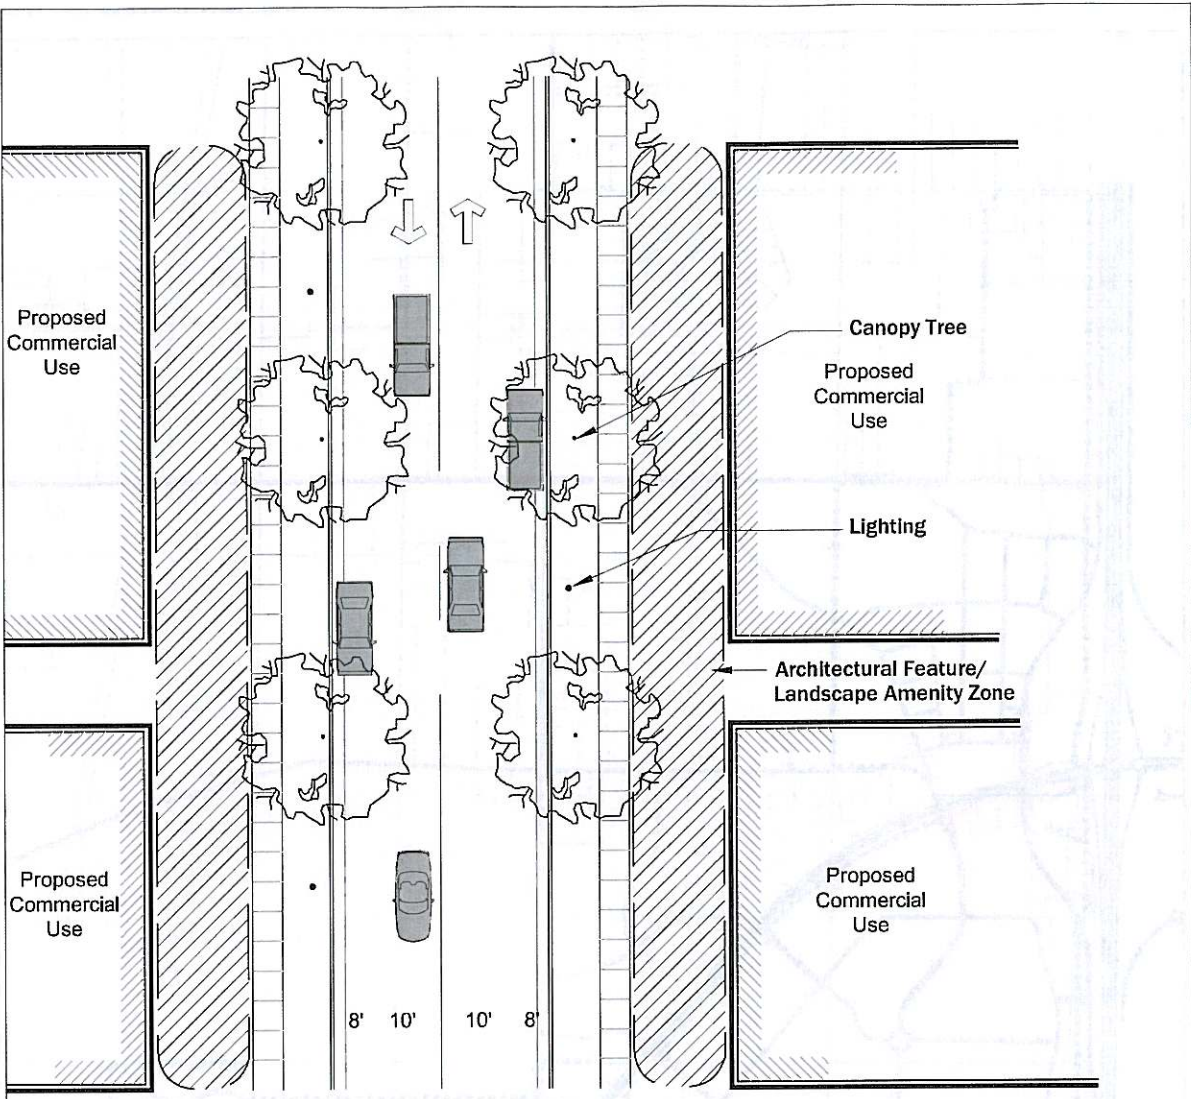 Proposed
Commercial
Use
Canopy Tree
Proposed
Commercial
Use
Lighting
Architectural Feature/
Landscape Amenity Zone
Proposed
Commercial
Use
Proposed
Commercial
Use
8' 10' 10' 8'